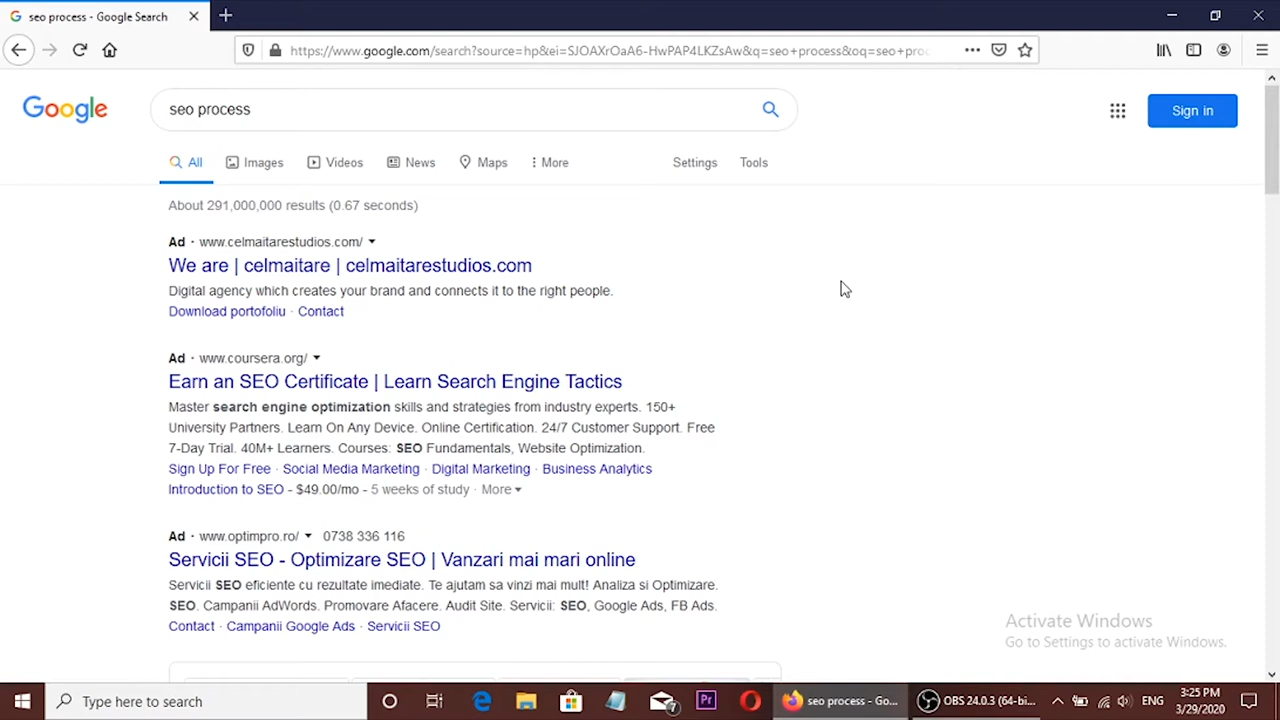 seo process - Google Search
https://www.google.com/search?source=hp&ei=SJOAXrOaA6-HwPAP4LKZsAw&q=seo+process&oq=seo+proc
Google
seo process
Sign in
All Images Videos News Maps More Settings Tools
About 291,000,000 results (0.67 seconds)
Ad · www.celmaitarestudios.com/
We are | celmaitare | celmaitarestudios.com
Digital agency which creates your brand and connects it to the right people.
Download portofoliu · Contact
Ad · www.coursera.org/
Earn an SEO Certificate | Learn Search Engine Tactics
Master search engine optimization skills and strategies from industry experts. 150+
University Partners. Learn On Any Device. Online Certification. 24/7 Customer Support. Free
7-Day Trial. 40M+ Learners. Courses: SEO Fundamentals, Website Optimization.
Sign Up For Free · Social Media Marketing · Digital Marketing · Business Analytics
Introduction to SEO - $49.00/mo - 5 weeks of study · More
Ad · www.optimpro.ro/ 0738 336 116
Servicii SEO - Optimizare SEO | Vanzari mai mari online
Servicii SEO eficiente cu rezultate imediate. Te ajutam sa vinzi mai mult! Analiza si Optimizare.
SEO. Campanii AdWords. Promovare Afacere. Audit Site. Servicii: SEO, Google Ads, FB Ads.
Contact · Campanii Google Ads · Servicii SEO
Activate Windows
Go to Settings to activate Windows.
Type here to search
7
Pr
seo process - Go...
OBS 24.0.3 (64-bi...
ENG
3:25 PM
3/29/2020